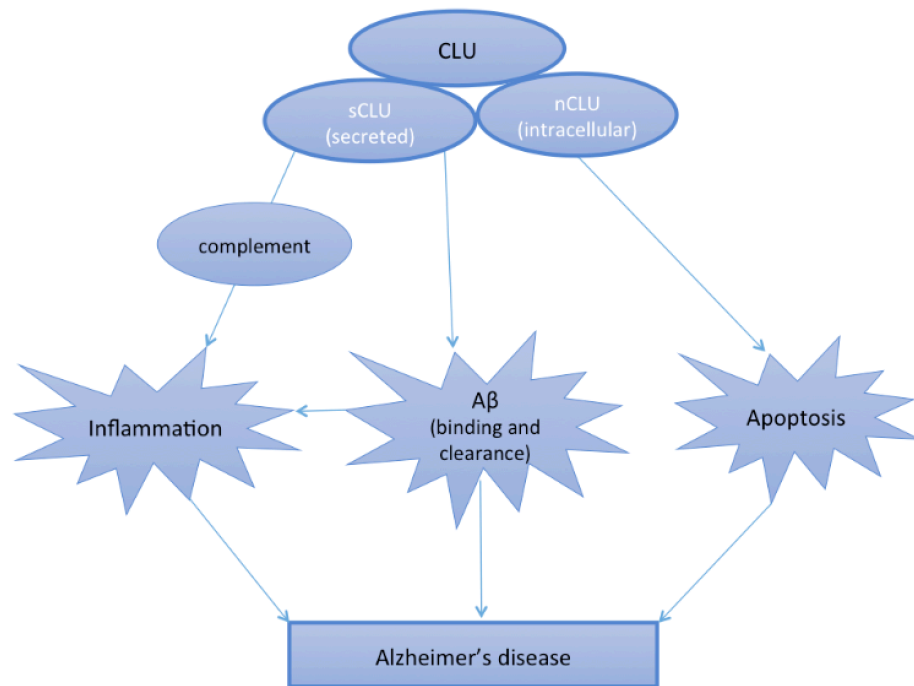 CLU
sCLU
(secreted)
nCLU
(intracellular)
complement
Inflammation
Aβ
(binding and
clearance)
Apoptosis
Alzheimer’s disease